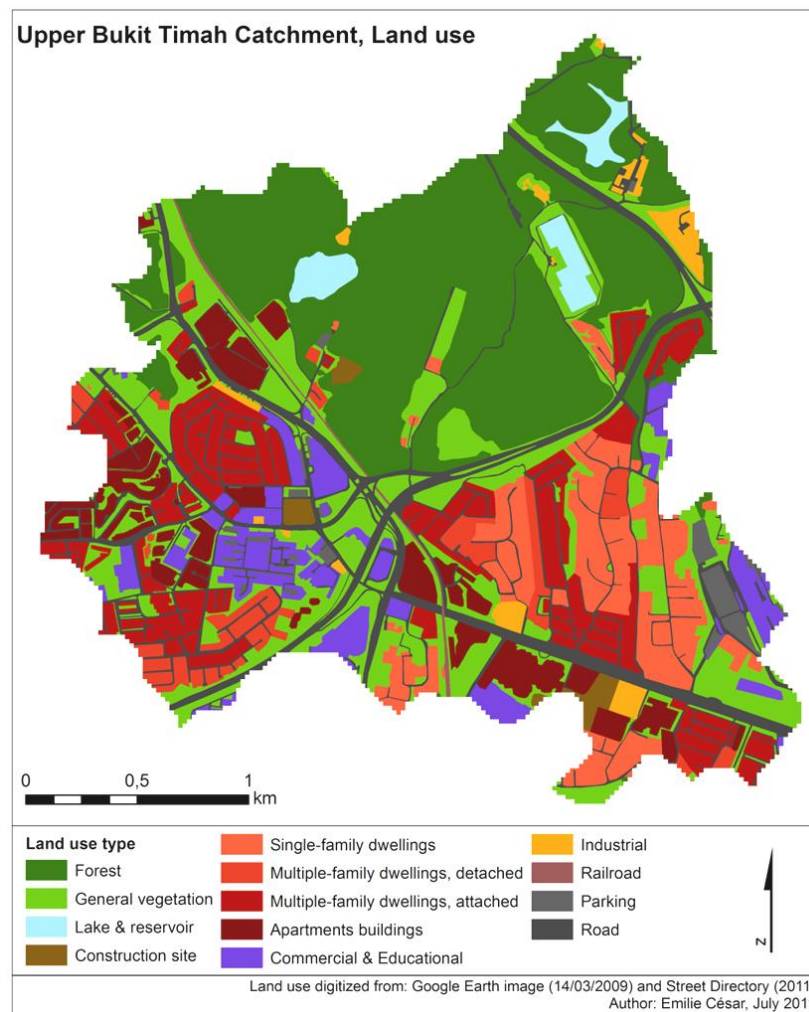 Upper Bukit Timah Catchment, Land use
0 0,5 1
km
Land use type
Forest
General vegetation
Lake & reservoir
Construction site
Single-family dwellings
Multiple-family dwellings, detached
Multiple-family dwellings, attached
Apartments buildings
Commercial & Educational
Industrial
Railroad
Parking
Road
N
Land use digitized from: Google Earth image (14/03/2009) and Street Directory (2011
Author: Emilie César, July 201